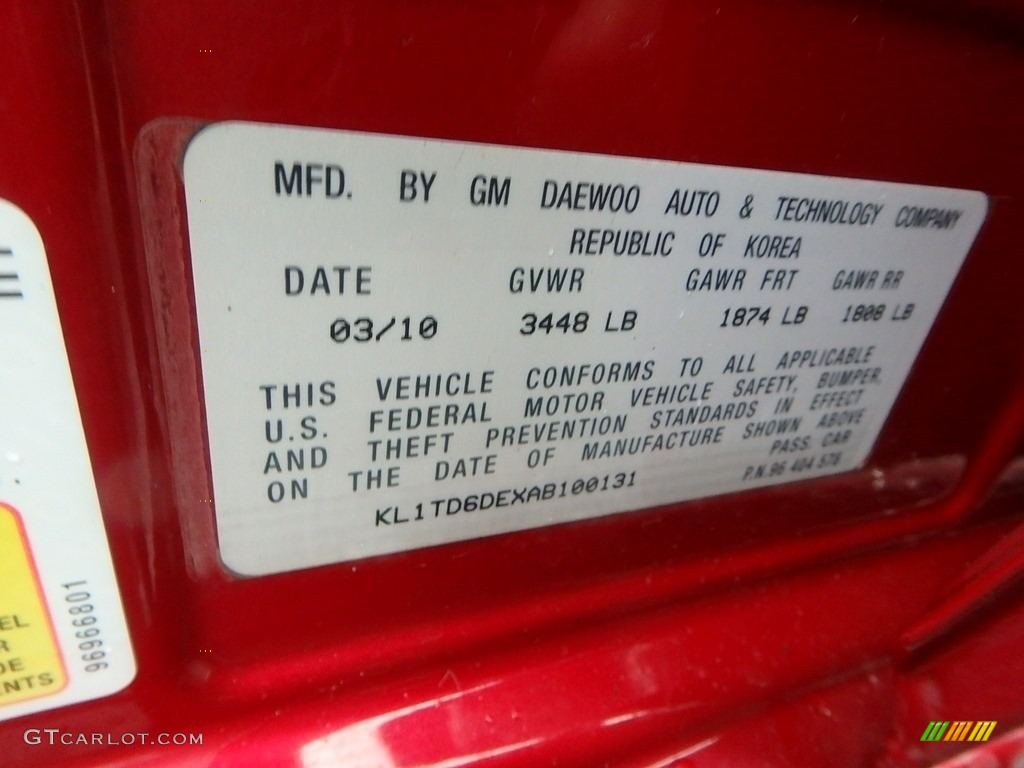 MFD. BY GM DAEWOO AUTO & TECHNOLOGY COMPANY
REPUBLIC OF KOREA
DATE GVWR GAWR FRT GAWR RR
03/10 3448 LB 1874 LB 1808 LB
THIS VEHICLE CONFORMS TO ALL APPLICABLE
U.S. FEDERAL MOTOR VEHICLE SAFETY, BUMPER,
AND THEFT PREVENTION STANDARDS IN EFFECT
ON THE DATE OF MANUFACTURE SHOWN ABOVE
PASS. CAR
KL1TD6DEXAB100131
P.N.96 404 576
96966801
GTCARLOT.COM